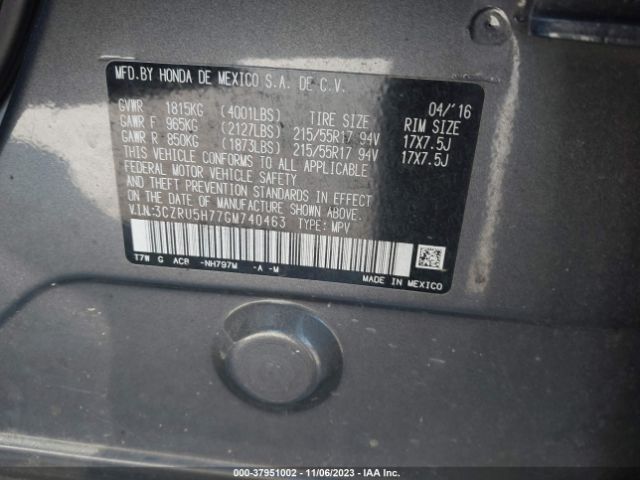 MFD.BY HONDA DE MEXICO S.A. DE C.V.
04/'16
GVWR 1815KG (4001LBS) TIRE SIZE RIM SIZE
GAWR F 965KG (2127LBS) 215/55R17 94V 17X7.5J
GAWR R 850KG (1873LBS) 215/55R17 94V 17X7.5J
THIS VEHICLE CONFORMS TO ALL APPLICABLE
FEDERAL MOTOR VEHICLE SAFETY, BUMPER,
AND THEFT PREVENTION STANDARDS IN EFFECT
ON THE DATE OF MANUFACTURE SHOWN ABOVE.
V.I.N:3CZRU5H77GM740463 TYPE: MPV
T7W G ACB -NH797M -A -M
MADE IN MEXICO
000-37951002 - 11/06/2023 - IAA Inc.